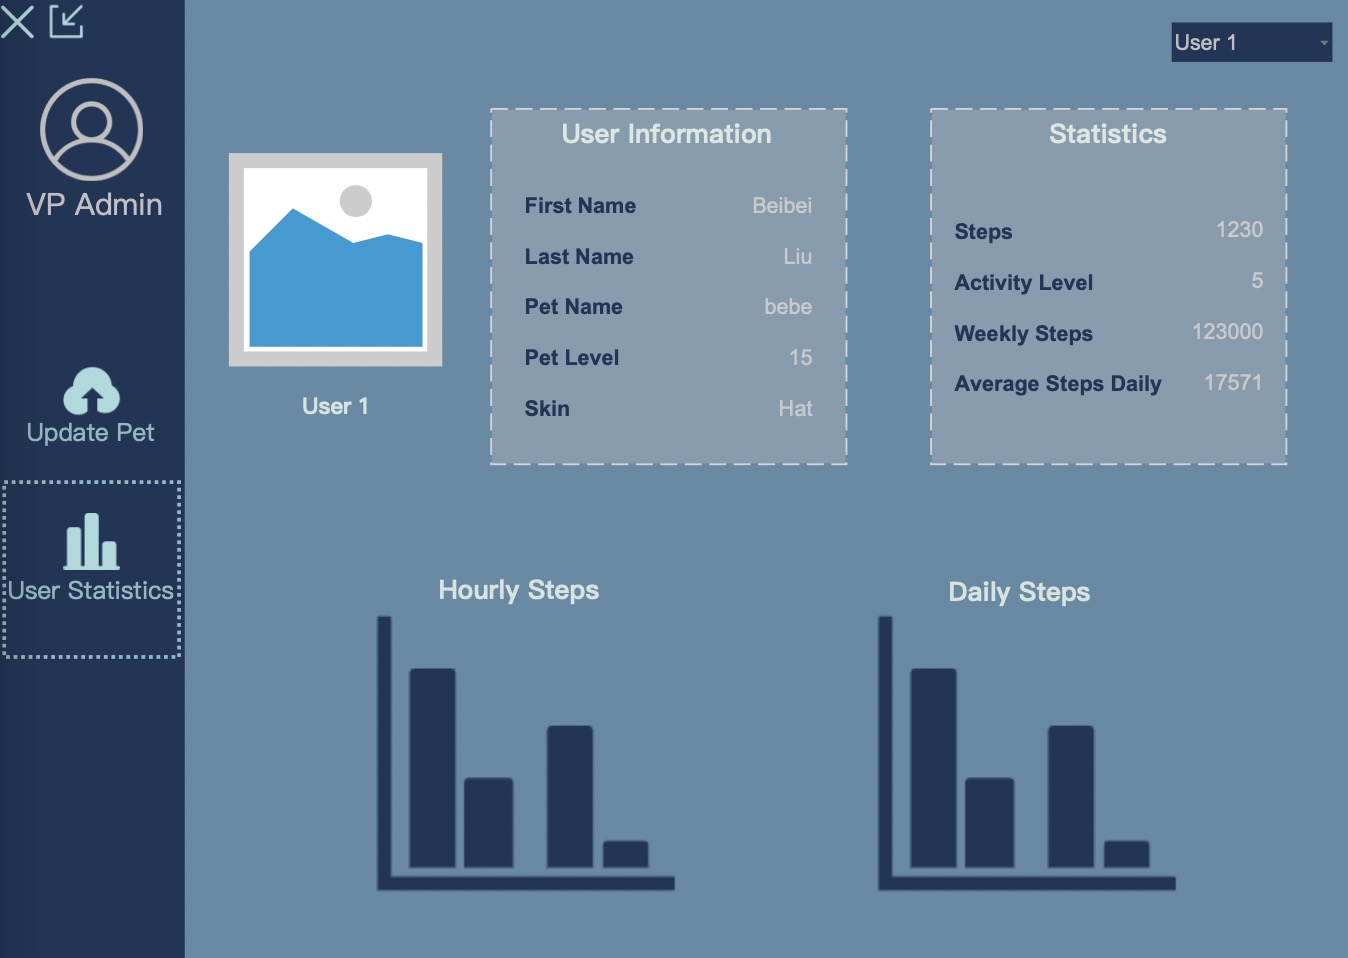 User 1
VP Admin
Update Pet
User Statistics
User 1
User Information
First Name Beibei
Last Name Liu
Pet Name bebe
Pet Level 15
Skin Hat
Statistics
Steps 1230
Activity Level 5
Weekly Steps 123000
Average Steps Daily 17571
Hourly Steps
Daily Steps